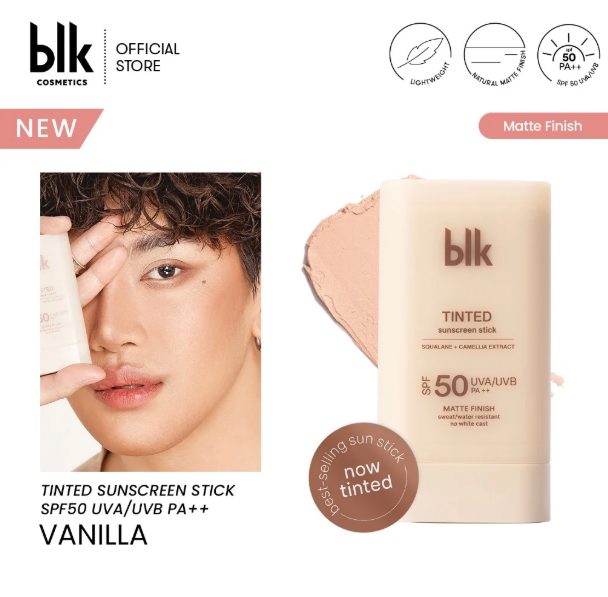 blk
COSMETICS
OFFICIAL
STORE
LIGHTWEIGHT
NATURAL MATTE FINISH
spf
50
PA++
SPF 50 UVA/UVB
NEW
Matte Finish
blk
TINTED
sunscreen stick
SQUALANE + CAMELLIA EXTRACT
SPF 50 UVA/UVB
PA++
MATTE FINISH
sweat/water resistant
no white cast
best-selling sun stick
now
tinted
TINTED SUNSCREEN STICK
SPF50 UVA/UVB PA++
VANILLA